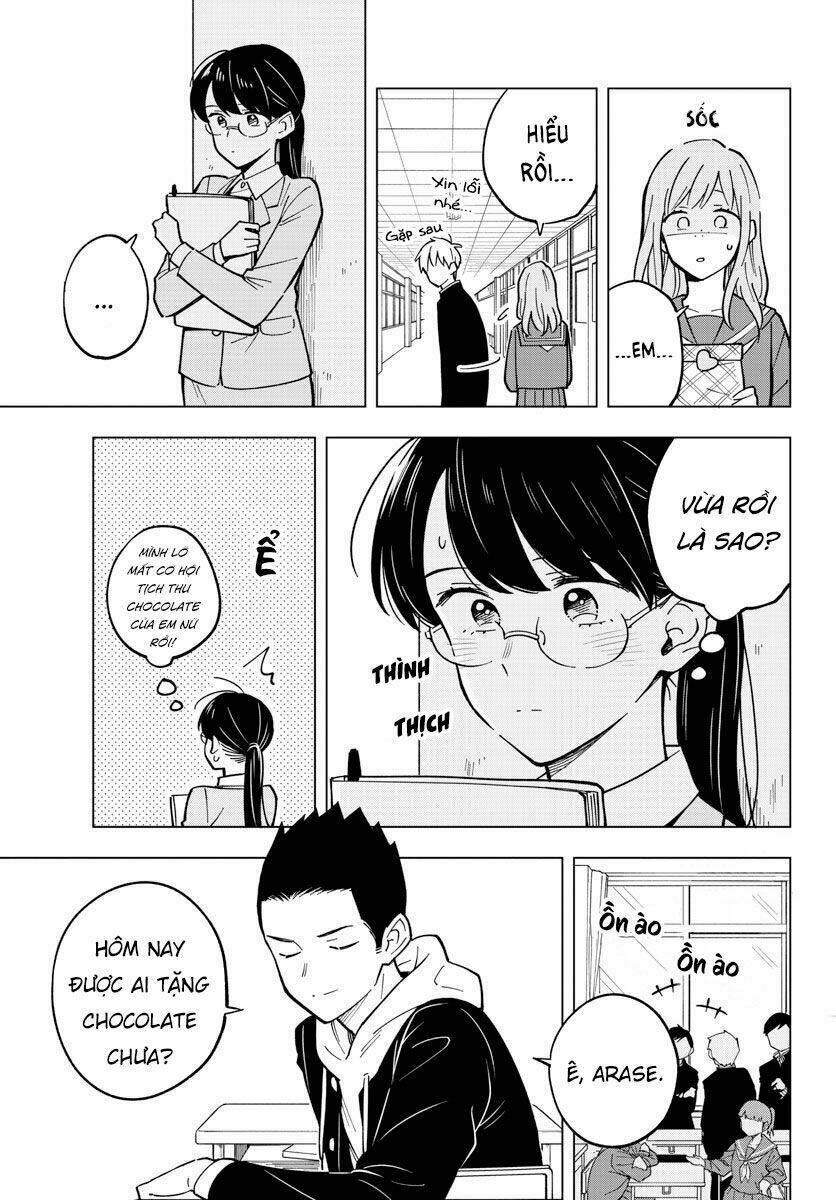 SỐC
...EM...
HIỂU
RỒI...
Xin lỗi
nhé...
Gặp sau
...
VỪA RỒI
LÀ SAO?
THÌNH
THỊCH
Ể
MÌNH LỠ
MẤT CƠ HỘI
TỊCH THU
CHOCOLATE
CỦA EM NỮ
RỒI!
Ồn ào
Ồn ào
Ê, ARASE.
HÔM NAY
ĐƯỢC AI TẶNG
CHOCOLATE
CHƯA?